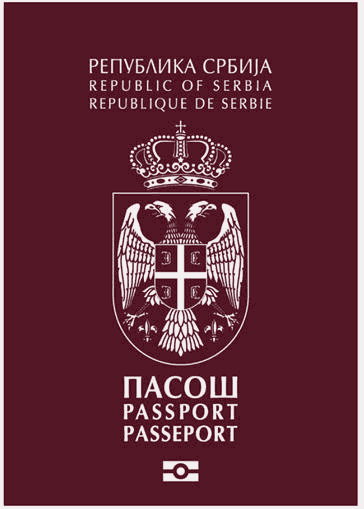 РЕПУБЛИКА СРБИЈА
REPUBLIC OF SERBIA
REPUBLIQUE DE SERBIE
ПАСОШ
PASSPORT
PASSEPORT